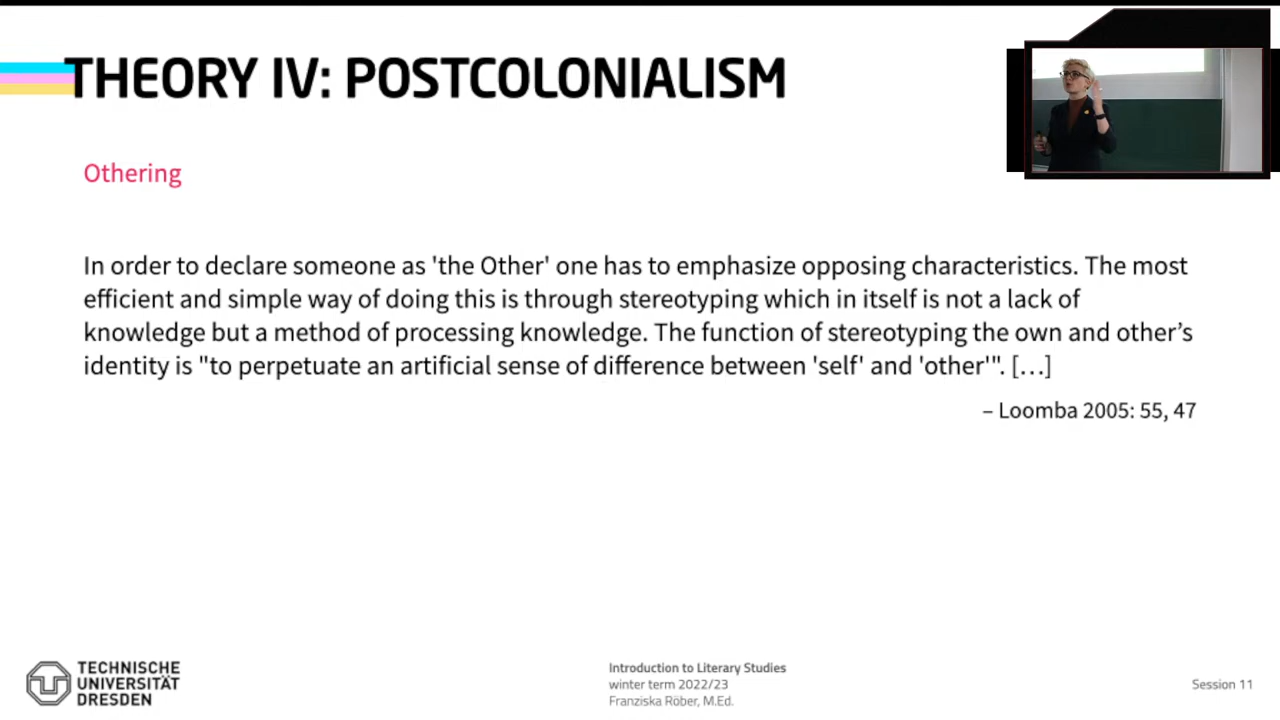 THEORY IV: POSTCOLONIALISM
Othering
In order to declare someone as 'the Other' one has to emphasize opposing characteristics. The most
efficient and simple way of doing this is through stereotyping which in itself is not a lack of
knowledge but a method of processing knowledge. The function of stereotyping the own and other’s
identity is "to perpetuate an artificial sense of difference between 'self' and 'other'". […]
– Loomba 2005: 55, 47
TECHNISCHE
UNIVERSITÄT
DRESDEN
Introduction to Literary Studies
winter term 2022/23
Franziska Röber, M.Ed.
Session 11